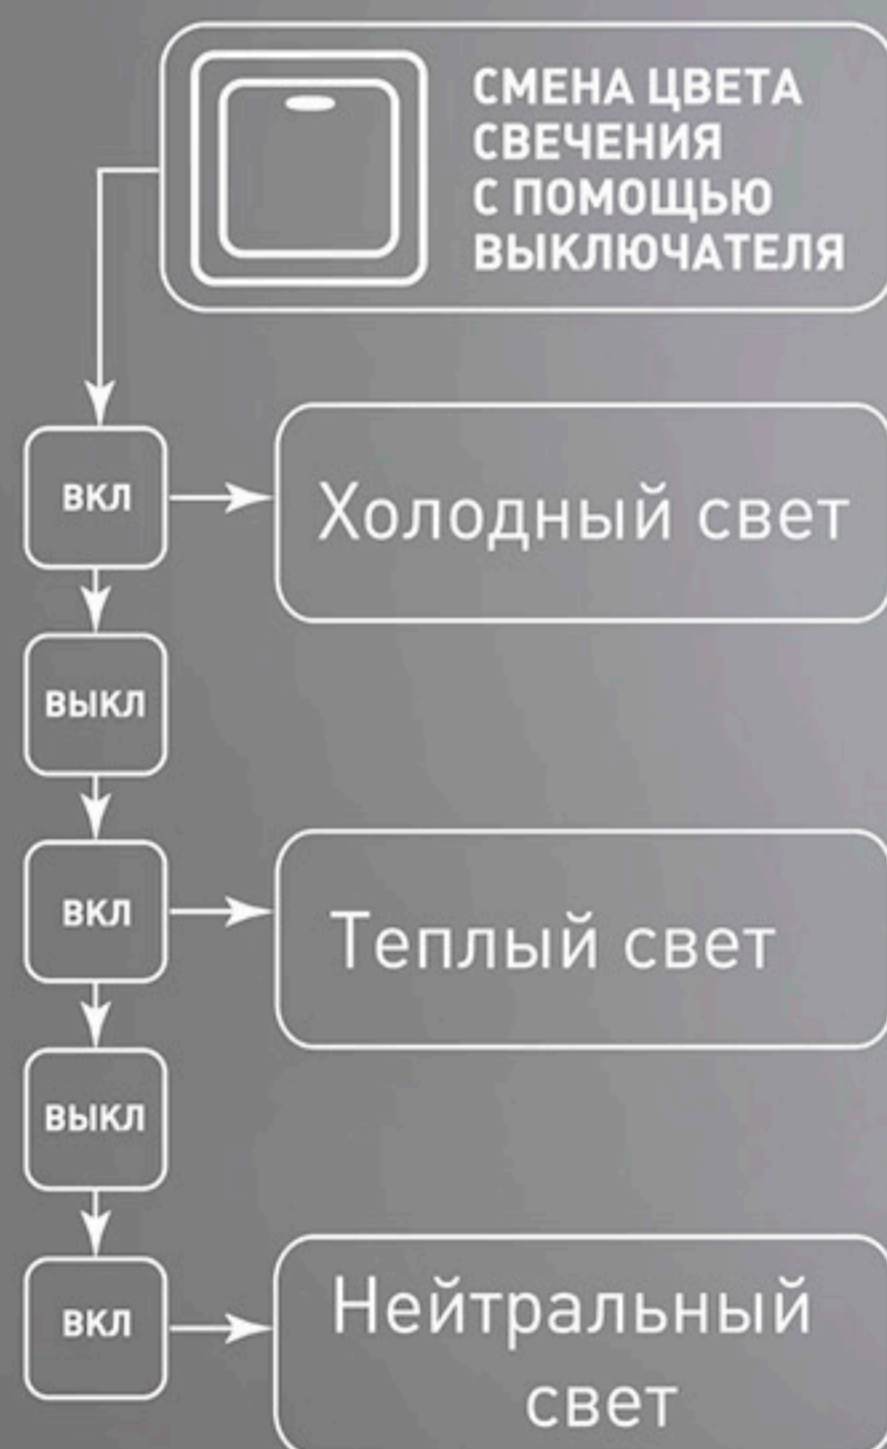 СМЕНА ЦВЕТА
СВЕЧЕНИЯ
С ПОМОЩЬЮ
ВЫКЛЮЧАТЕЛЯ
ВКЛ
Холодный свет
ВЫКЛ
ВКЛ
Теплый свет
ВЫКЛ
ВКЛ
Нейтральный
свет